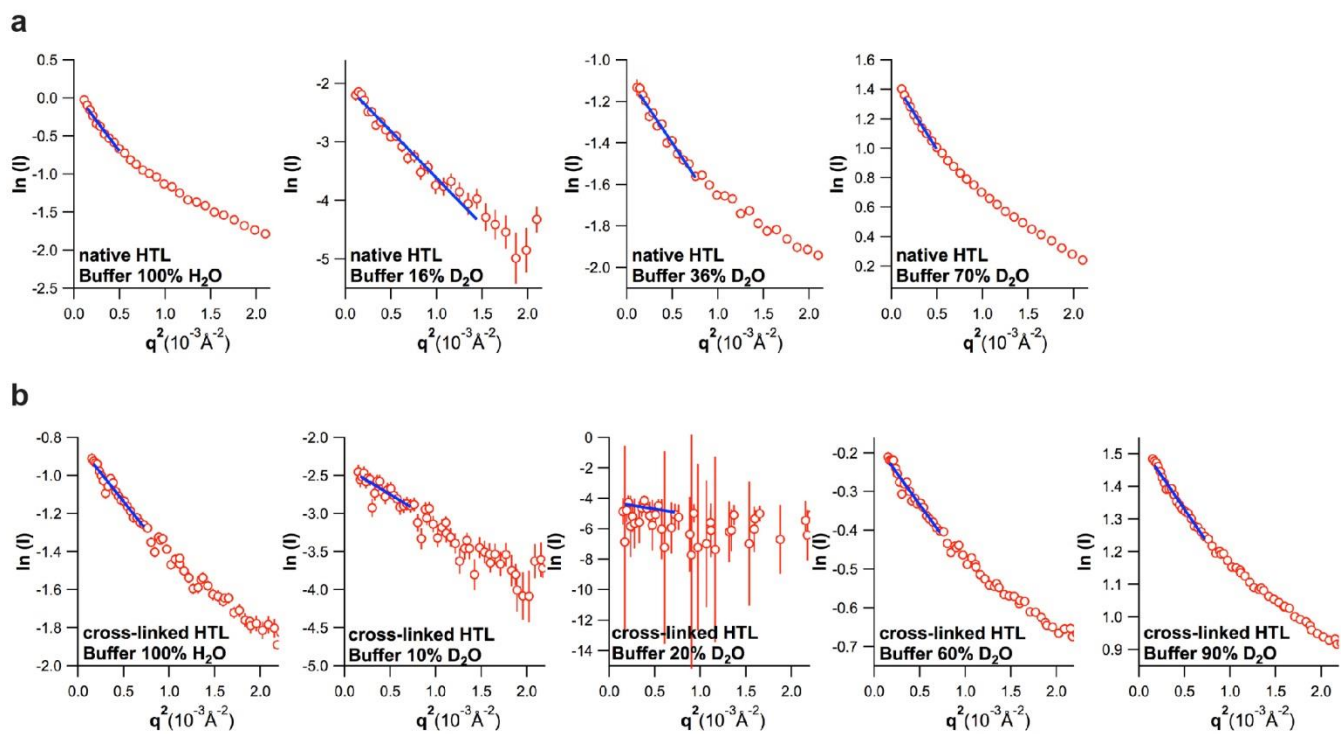 a
0.5
0.0
-0.5
-1.0
-1.5
-2.0
-2.5
ln (I)
native HTL
Buffer 100% H₂O
0.0 0.5 1.0 1.5 2.0
q²(10⁻³Å⁻²)
-2
-3
-4
-5
ln (I)
native HTL
Buffer 16% D₂O
0.0 0.5 1.0 1.5 2.0
q²(10⁻³Å⁻²)
-1.0
-1.2
-1.4
-1.6
-1.8
-2.0
ln (I)
native HTL
Buffer 36% D₂O
0.0 0.5 1.0 1.5 2.0
q²(10⁻³Å⁻²)
1.6
1.4
1.2
1.0
0.8
0.6
0.4
0.2
ln (I)
native HTL
Buffer 70% D₂O
0.0 0.5 1.0 1.5 2.0
q²(10⁻³Å⁻²)
b
-0.8
-1.0
-1.2
-1.4
-1.6
-1.8
-2.0
ln (I)
cross-linked HTL
Buffer 100% H₂O
0.0 0.5 1.0 1.5 2.0
q²(10⁻³Å⁻²)
-2.0
-2.5
-3.0
-3.5
-4.0
-4.5
-5.0
ln (I)
cross-linked HTL
Buffer 10% D₂O
0.0 0.5 1.0 1.5 2.0
q²(10⁻³Å⁻²)
0
-2
-4
-6
-8
-10
-12
-14
ln (I)
cross-linked HTL
Buffer 20% D₂O
0.0 0.5 1.0 1.5 2.0
q²(10⁻³Å⁻²)
-0.2
-0.3
-0.4
-0.5
-0.6
-0.7
ln (I)
cross-linked HTL
Buffer 60% D₂O
0.0 0.5 1.0 1.5 2.0
q²(10⁻³Å⁻²)
1.5
1.4
1.3
1.2
1.1
1.0
0.9
ln (I)
cross-linked HTL
Buffer 90% D₂O
0.0 0.5 1.0 1.5 2.0
q²(10⁻³Å⁻²)